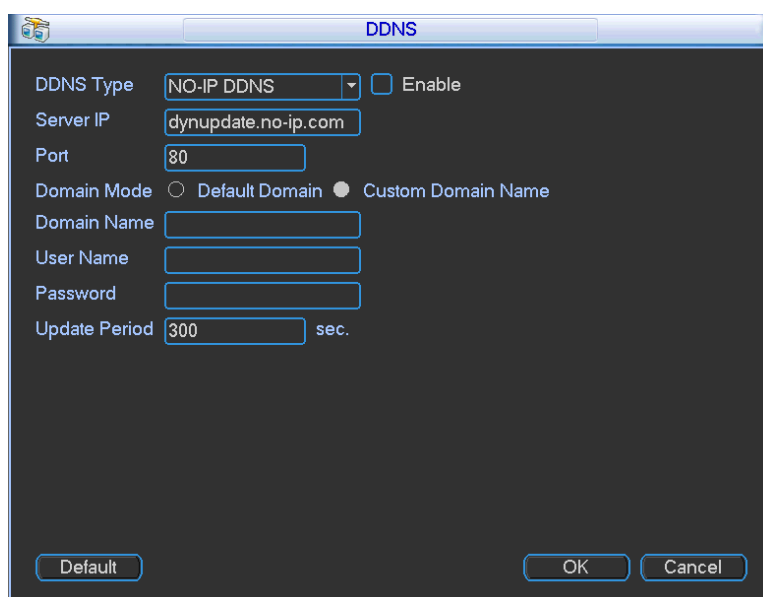 DDNS
DDNS Type NO-IP DDNS Enable
Server IP dynupdate.no-ip.com
Port 80
Domain Mode Default Domain Custom Domain Name
Domain Name
User Name
Password
Update Period 300 sec.
Default OK Cancel